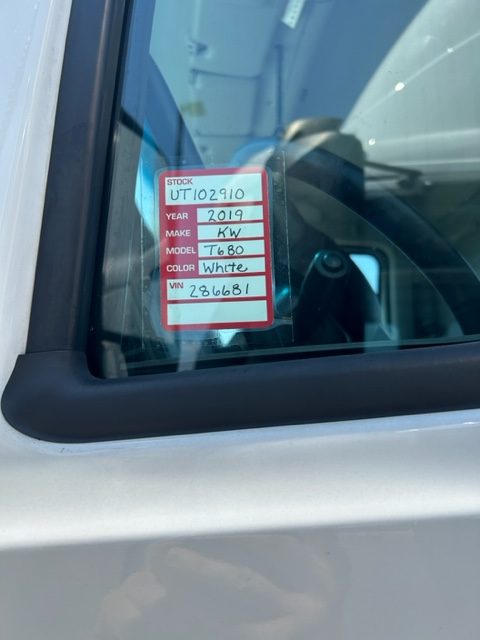 STOCK
UT102910
YEAR 2019
MAKE KW
MODEL T680
COLOR White
VIN 286681